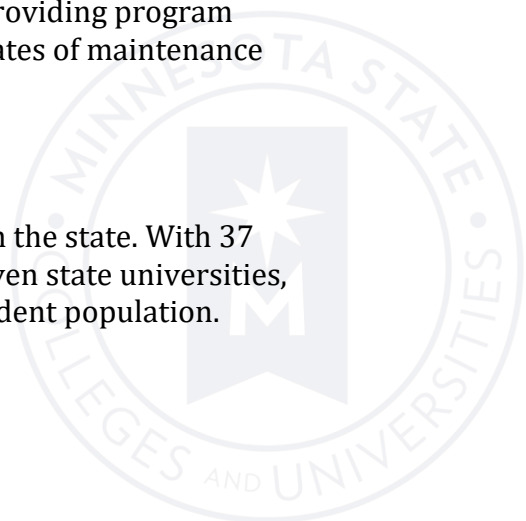 roviding program
ates of maintenance
n the state. With 37
ven state universities,
dent population.
MINNESOTA STATE
COLLEGES AND UNIVERSITIES
M